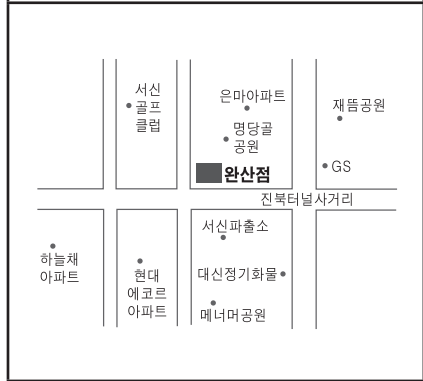 서신
골프
클럽
은마아파트
명당골
공원
재뜸공원
완산점
GS
진북터널사거리
서신파출소
하늘채
아파트
현대
에코르
아파트
대신정기화물
메너머공원